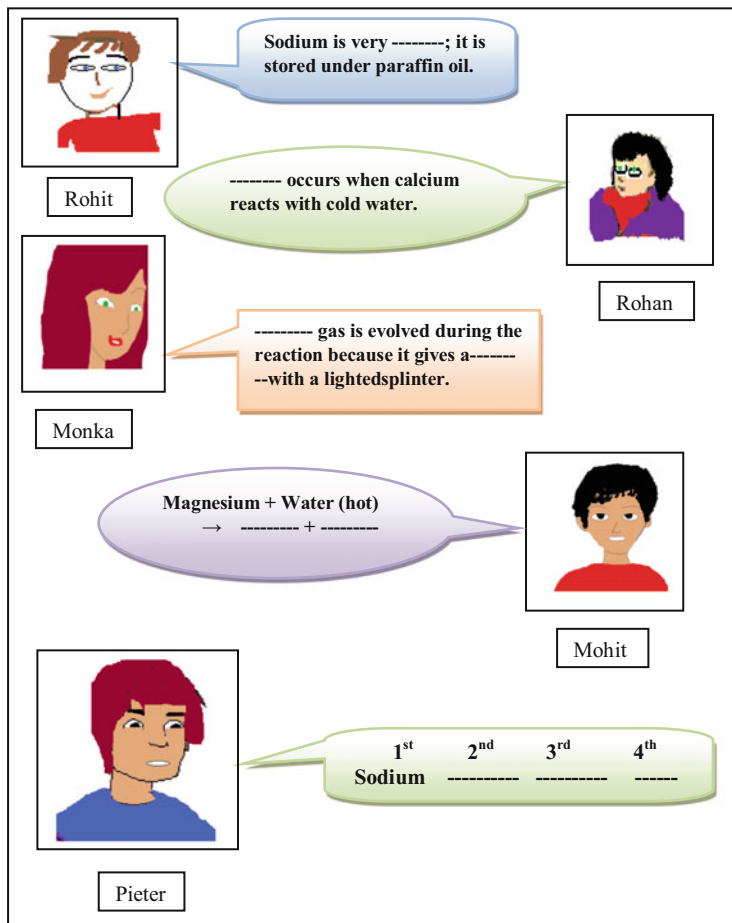 Sodium is very --------; it is
stored under paraffin oil.
Rohit
-------- occurs when calcium
reacts with cold water.
Rohan
--------- gas is evolved during the
reaction because it gives a-------
--with a lightedsplinter.
Monka
Magnesium + Water (hot)
→ --------- + ---------
Mohit
1st 2nd 3rd 4th
Sodium ---------- ---------- ------
Pieter